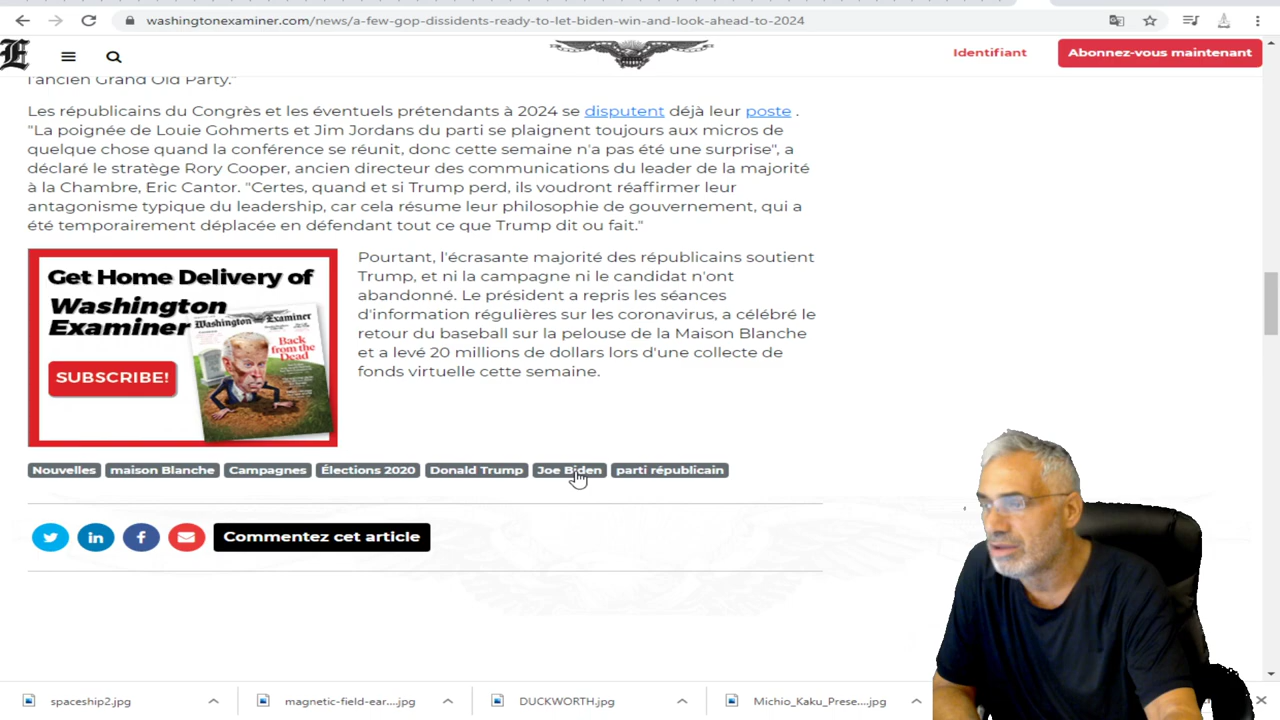 washingtonexaminer.com/news/a-few-gop-dissidents-ready-to-let-biden-win-and-look-ahead-to-2024
E
Identifiant
Abonnez-vous maintenant
l'ancien Grand Old Party."
Les républicains du Congrès et les éventuels prétendants à 2024 se disputent déjà leur poste .
"La poignée de Louie Gohmerts et Jim Jordans du parti se plaignent toujours aux micros de
quelque chose quand la conférence se réunit, donc cette semaine n'a pas été une surprise", a
déclaré le stratège Rory Cooper, ancien directeur des communications du leader de la majorité
à la Chambre, Eric Cantor. "Certes, quand et si Trump perd, ils voudront réaffirmer leur
antagonisme typique du leadership, car cela résume leur philosophie de gouvernement, qui a
été temporairement déplacée en défendant tout ce que Trump dit ou fait."
Get Home Delivery of
Washington
Examiner
SUBSCRIBE!
Washington Examiner
Back
from the
Dead
Pourtant, l'écrasante majorité des républicains soutient
Trump, et ni la campagne ni le candidat n'ont
abandonné. Le président a repris les séances
d'information régulières sur les coronavirus, a célébré le
retour du baseball sur la pelouse de la Maison Blanche
et a levé 20 millions de dollars lors d'une collecte de
fonds virtuelle cette semaine.
Nouvelles maison Blanche Campagnes Élections 2020 Donald Trump Joe Biden parti républicain
Commentez cet article
spaceship2.jpg
magnetic-field-ear....jpg
DUCKWORTH.jpg
Michio_Kaku_Prese....jpg